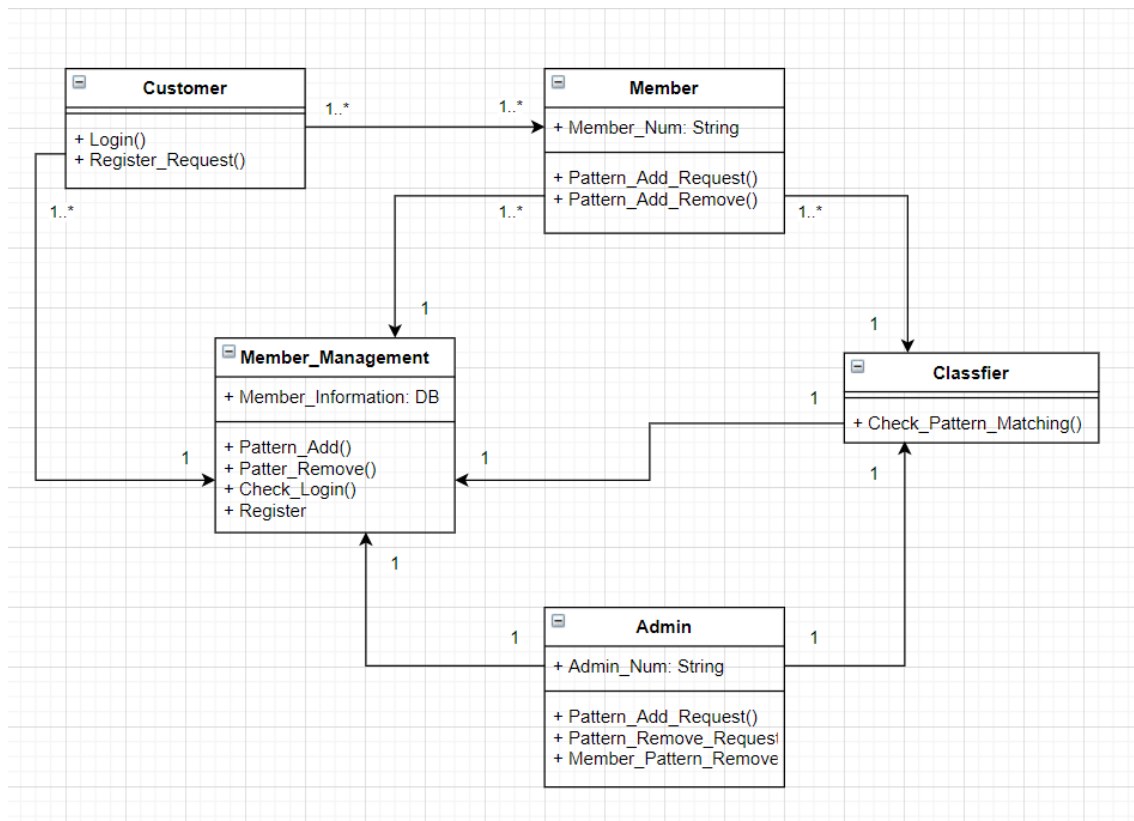 Customer
+ Login()
+ Register_Request()
1..*
1..*
1..*
Member
+ Member_Num: String
+ Pattern_Add_Request()
+ Pattern_Add_Remove()
1..*
1..*
1
1
Member_Management
+ Member_Information: DB
+ Pattern_Add()
+ Patter_Remove()
+ Check_Login()
+ Register
1
1
1
Classfier
+ Check_Pattern_Matching()
1
1
1
1
Admin
+ Admin_Num: String
+ Pattern_Add_Request()
+ Pattern_Remove_Request
+ Member_Pattern_Remove